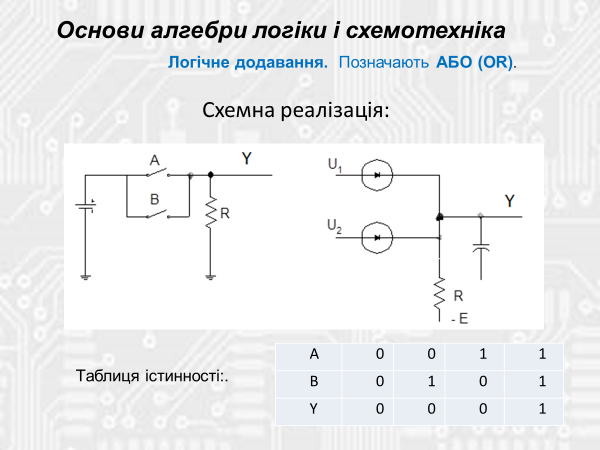 Основи алгебри логіки і схемотехніка
Логічне додавання. Позначають АБО (OR).
Схемна реалізація:
A Y
B
R
U1
Y
U2
R
- E
Таблиця істинності:.
A 0 0 1 1
B 0 1 0 1
Y 0 0 0 1